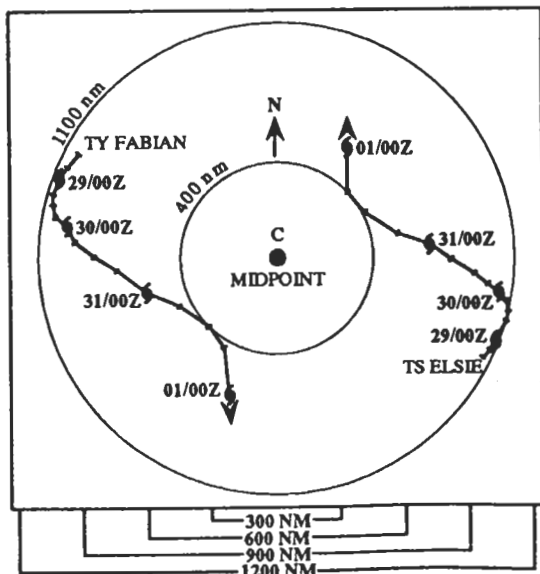 1100 nm
TY FABIAN
N
01/00Z
29/00Z
400 nm
30/00Z
C
31/00Z
MIDPOINT
31/00Z
30/00Z
29/00Z
TS ELSIE
01/00Z
300 NM
600 NM
900 NM
1200 NM